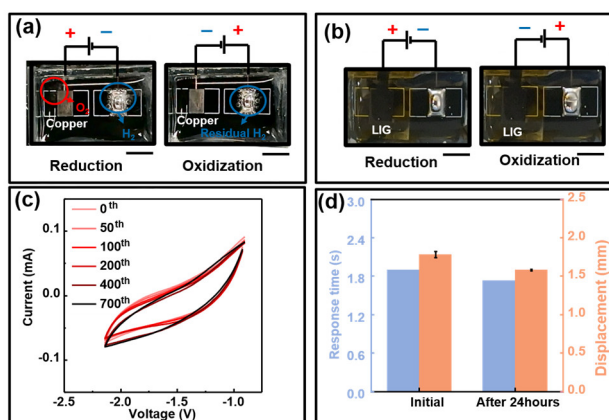 (a)
+ −
− +
O₂
Copper
H₂
Copper
Residual H₂
Reduction
Oxidization
(b)
+ −
− +
LIG
LIG
Reduction
Oxidization
(c)
0th
50th
100th
200th
400th
700th
0.1
0.0
-0.1
Current (mA)
-2.5 -2.0 -1.5 -1.0
Voltage (V)
(d)
3.0
2.4
1.8
1.2
0.6
0.0
Response time (s)
2.5
2.0
1.5
1.0
0.5
0.0
Displacement (mm)
Initial After 24hours